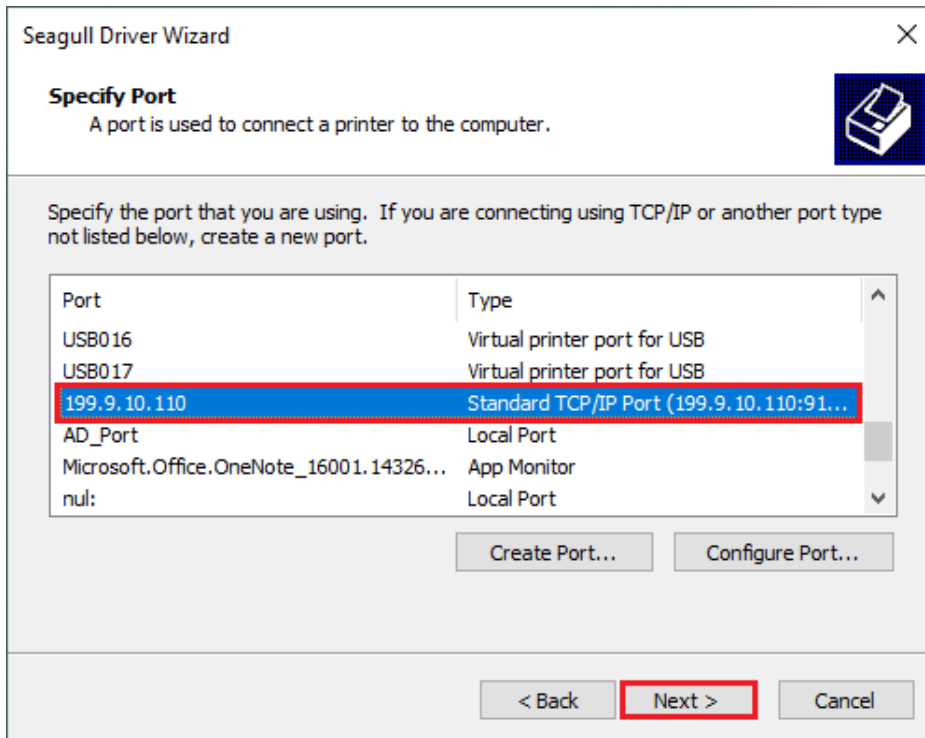 Seagull Driver Wizard
Specify Port
A port is used to connect a printer to the computer.
Specify the port that you are using.  If you are connecting using TCP/IP or another port type
not listed below, create a new port.
Port Type
USB016 Virtual printer port for USB
USB017 Virtual printer port for USB
199.9.10.110 Standard TCP/IP Port (199.9.10.110:91...
AD_Port Local Port
Microsoft.Office.OneNote_16001.14326... App Monitor
nul: Local Port
Create Port... Configure Port...
< Back Next > Cancel